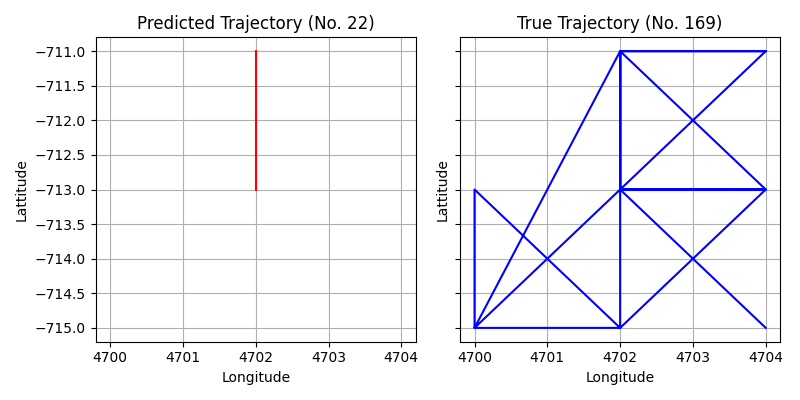 Predicted Trajectory (No. 22)
−711.0
−711.5
−712.0
−712.5
−713.0
−713.5
−714.0
−714.5
−715.0
Lattitude
4700 4701 4702 4703 4704
Longitude
True Trajectory (No. 169)
Lattitude
4700 4701 4702 4703 4704
Longitude